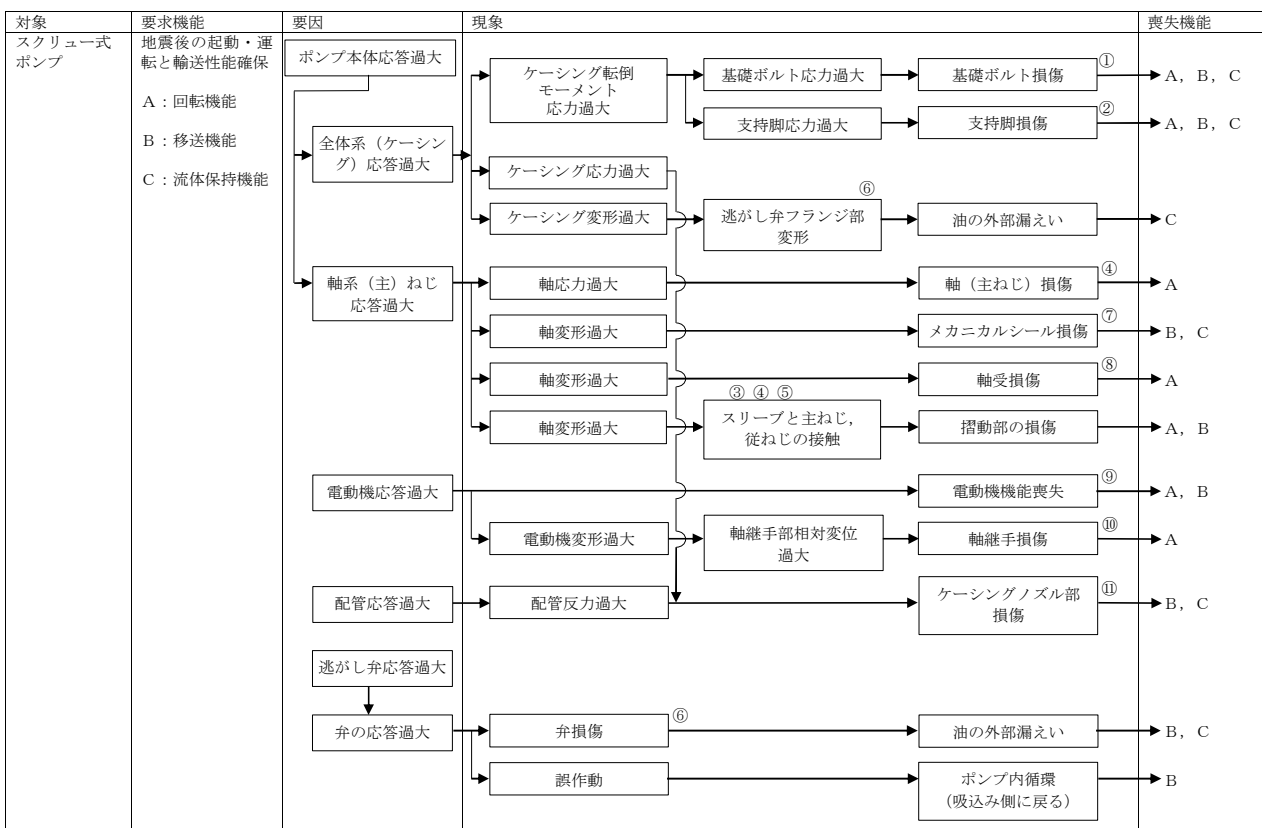 対象
要求機能
要因
現象
喪失機能
スクリュー式
ポンプ
地震後の起動・運
転と輸送性能確保
A：回転機能
B：移送機能
C：流体保持機能
ポンプ本体応答過大
ケーシング転倒
モーメント
応力過大
基礎ボルト応力過大
基礎ボルト損傷
①
A，B，C
支持脚応力過大
支持脚損傷
②
A，B，C
全体系（ケーシン
グ）応答過大
ケーシング応力過大
ケーシング変形過大
⑥
逃がし弁フランジ部
変形
油の外部漏えい
C
軸系（主）ねじ
応答過大
軸応力過大
軸（主ねじ）損傷
④
A
軸変形過大
メカニカルシール損傷
⑦
B，C
軸変形過大
軸受損傷
⑧
A
軸変形過大
③ ④ ⑤
スリーブと主ねじ，
従ねじの接触
摺動部の損傷
A，B
電動機応答過大
電動機機能喪失
⑨
A，B
電動機変形過大
軸継手部相対変位
過大
軸継手損傷
⑩
A
配管応答過大
配管反力過大
ケーシングノズル部
損傷
⑪
B，C
逃がし弁応答過大
弁の応答過大
弁損傷
⑥
油の外部漏えい
B，C
誤作動
ポンプ内循環
（吸込み側に戻る）
B